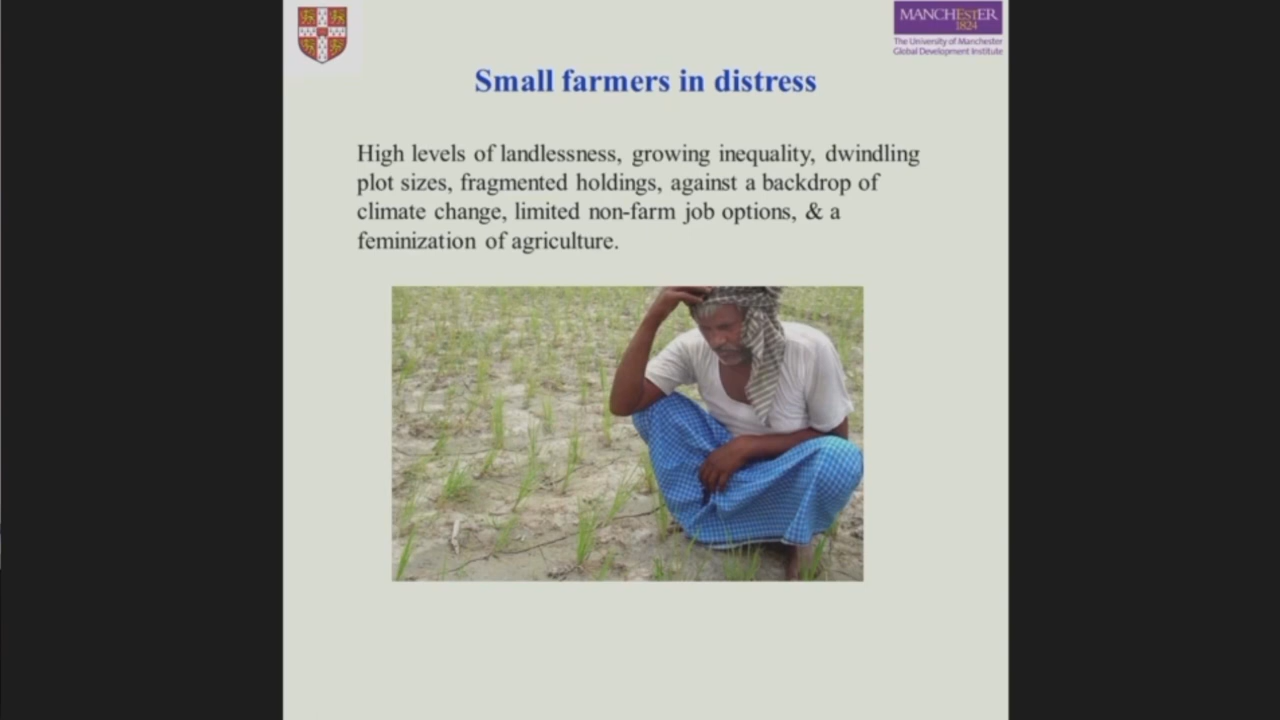 MANCHESTER
1824
The University of Manchester
Global Development Institute
Small farmers in distress
High levels of landlessness, growing inequality, dwindling
plot sizes, fragmented holdings, against a backdrop of
climate change, limited non-farm job options, & a
feminization of agriculture.